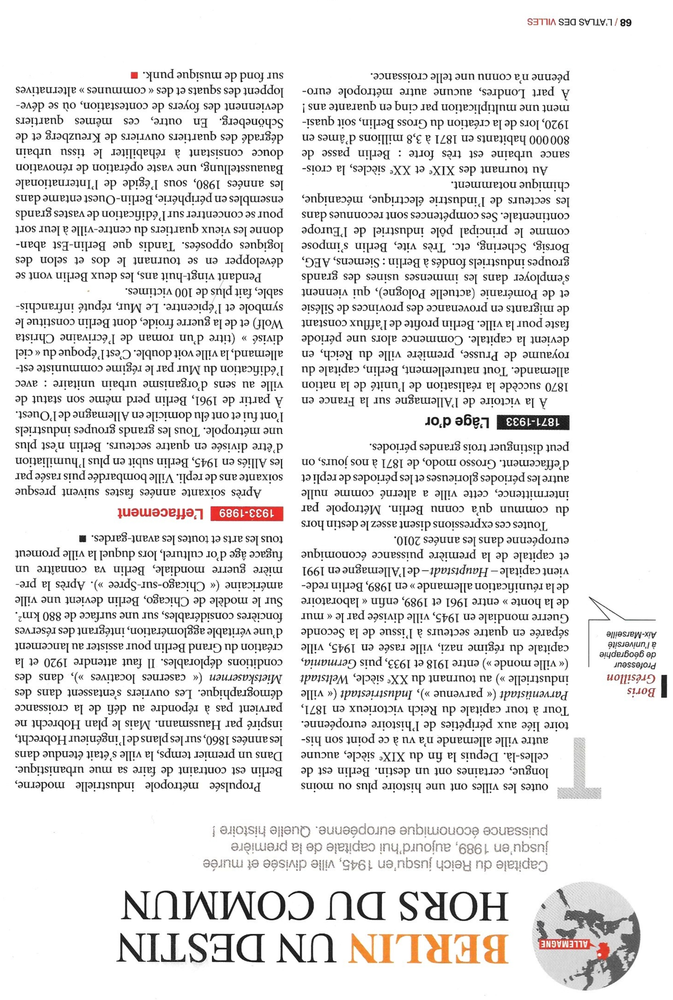 ALLEMAGNE
BERLIN UN DESTIN
HORS DU COMMUN
Capitale du Reich jusqu'en 1945, ville divisée et murée
jusqu'en 1989, aujourd'hui capitale de la première
puissance économique européenne. Quelle histoire !
Boris
Grésillon
Professeur
de géographie
à l'université
Aix-Marseille
Toutes les villes ont une histoire plus ou moins
longue, certaines ont un destin. Berlin est de
celles-là. Depuis la fin du XIXe siècle, aucune
autre ville allemande n'a vu à ce point son his-
toire liée aux péripéties de l'histoire européenne.
Tour à tour capitale du Reich victorieux en 1871,
Parvenüstadt (« parvenue »), Industriestadt (« ville
industrielle ») au tournant du XXe siècle, Weltstadt
(« ville monde ») entre 1918 et 1933, puis Germania,
capitale du régime nazi, ville rasée en 1945, ville
séparée en quatre secteurs à l'issue de la Seconde
Guerre mondiale en 1945, ville divisée par le « mur
de la honte » entre 1961 et 1989, enfin « laboratoire
de la réunification allemande » en 1989, Berlin rede-
vient capitale – Hauptstadt – de l'Allemagne en 1991
et capitale de la première puissance économique
européenne dans les années 2010.
Toutes ces expressions disent assez le destin hors
du commun qu'a connu Berlin. Métropole par
intermittence, cette ville a alterné comme nulle
autre les périodes glorieuses et les périodes de repli et
d'effacement. Grosso modo, de 1871 à nos jours, on
peut distinguer trois grandes périodes.
1871-1933 L'âge d'or
À la victoire de l'Allemagne sur la France en
1870 succède la réalisation de l'unité de la nation
allemande. Tout naturellement, Berlin, capitale du
royaume de Prusse, première ville du Reich, en
devient la capitale. Commence alors une période
faste pour la ville. Berlin profite de l'afflux constant
de migrants en provenance des provinces de Silésie
et de Poméranie (actuelle Pologne), qui viennent
s'employer dans les immenses usines des grands
groupes industriels fondés à Berlin : Siemens, AEG,
Borsig, Schering, etc. Très vite, Berlin s'impose
comme le principal pôle industriel de l'Europe
continentale. Ses compétences sont reconnues dans
les secteurs de l'industrie électrique, mécanique,
chimique notamment.
Au tournant des XIXe et XXe siècles, la crois-
sance urbaine est très forte : Berlin passe de
800 000 habitants en 1871 à 3,8 millions d'âmes en
1920, lors de la création du Gross Berlin, soit quasi-
ment une multiplication par cinq en quarante ans !
À part Londres, aucune autre métropole euro-
péenne n'a connu une telle croissance.
Propulsée métropole industrielle moderne,
Berlin est contraint de faire sa mue urbanistique.
Dans un premier temps, la ville s'était étendue dans
les années 1860, sur les plans de l'ingénieur Hobrecht,
inspiré par Haussmann. Mais le plan Hobrecht ne
parvient pas à répondre au défi de la croissance
démographique. Les ouvriers s'entassent dans des
Mietskasernen (« casernes locatives »), dans des
conditions déplorables. Il faut attendre 1920 et la
création du Grand Berlin pour assister au lancement
d'une véritable agglomération, intégrant des réserves
foncières considérables, sur une surface de 880 km².
Sur le modèle de Chicago, Berlin devient une ville
américaine (« Chicago-sur-Spree »). Après la pre-
mière guerre mondiale, Berlin va connaître un
fugace âge d'or culturel, lors duquel la ville promeut
tous les arts et toutes les avant-gardes. ■
1933-1989 L'effacement
Après soixante années fastes suivent presque
soixante ans de repli. Ville bombardée puis rasée par
les Alliés en 1945, Berlin subit en plus l'humiliation
d'être divisée en quatre secteurs. Berlin n'est plus
une métropole. Tous les grands groupes industriels
l'ont fui et ont élu domicile en Allemagne de l'Ouest.
À partir de 1961, Berlin perd même son statut de
ville au sens d'organisme urbain unitaire : avec
l'édification du Mur par le régime communiste est-
allemand, la ville voit double. C'est l'époque du « ciel
divisé » (titre d'un roman de l'écrivaine Christa
Wolf) et de la guerre froide, dont Berlin constitue le
symbole et l'épicentre. Le Mur, réputé infranchis-
sable, fait plus de 100 victimes.
Pendant vingt-huit ans, les deux Berlin vont se
développer en se tournant le dos et selon des
logiques opposées. Tandis que Berlin-Est aban-
donne les vieux quartiers du centre-ville à leur sort
pour se concentrer sur l'édification de vastes grands
ensembles en périphérie, Berlin-Ouest entame dans
les années 1980, sous l'égide de l'Internationale
Bauausstellung, une vaste opération de rénovation
douce consistant à réhabiliter le tissu urbain
dégradé des quartiers ouvriers de Kreuzberg et de
Schöneberg. En outre, ces mêmes quartiers
deviennent des foyers de contestation, où se déve-
loppent des squats et des « communes » alternatives
sur fond de musique punk. ■
68 / L'ATLAS DES VILLES